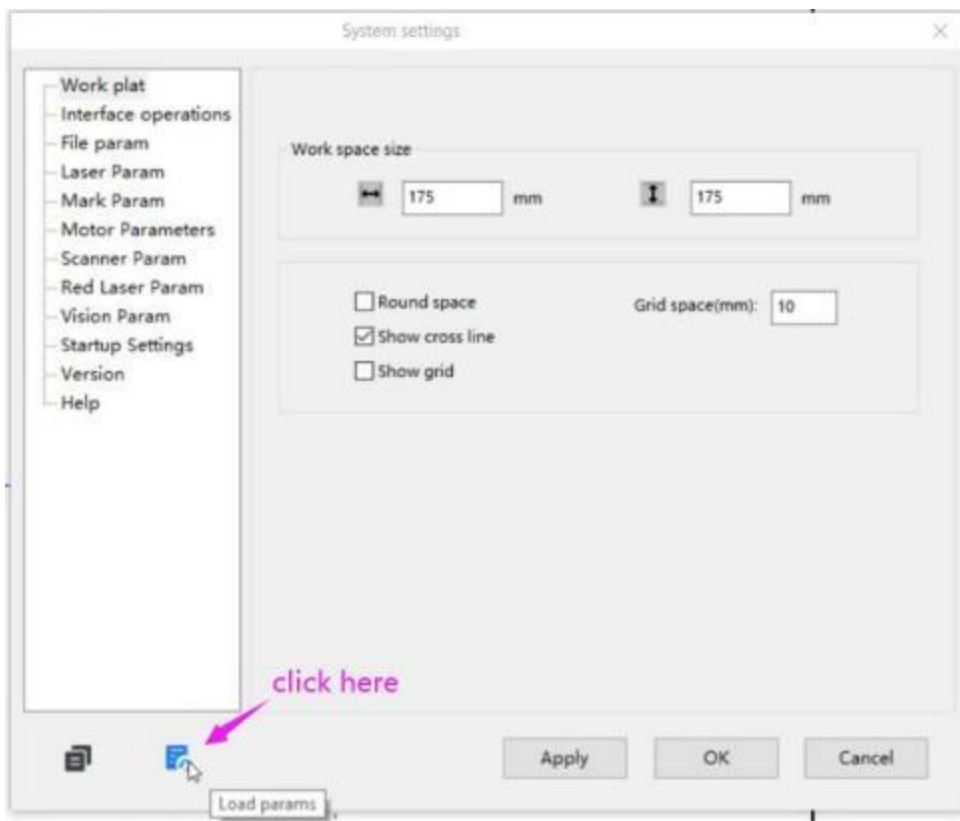 System settings
Work plat
Interface operations
File param
Laser Param
Mark Param
Motor Parameters
Scanner Param
Red Laser Param
Vision Param
Startup Settings
Version
Help
Work space size
175 mm 175 mm
Round space Grid space(mm): 10
Show cross line
Show grid
click here
Apply OK Cancel
Load params